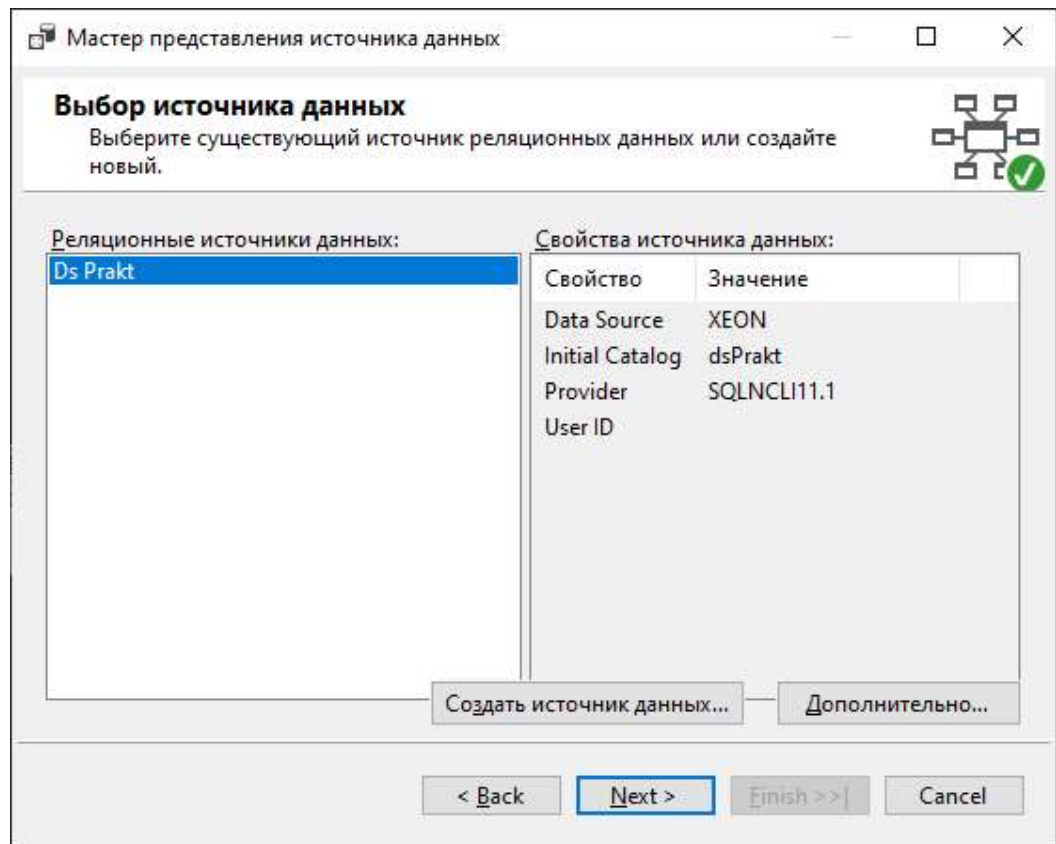 Мастер представления источника данных
Выбор источника данных
Выберите существующий источник реляционных данных или создайте
новый.
Реляционные источники данных:
Ds Prakt
Свойства источника данных:
Свойство Значение
Data Source XEON
Initial Catalog dsPrakt
Provider SQLNCLI11.1
User ID
Создать источник данных...
Дополнительно...
< Back
Next >
Finish >>|
Cancel